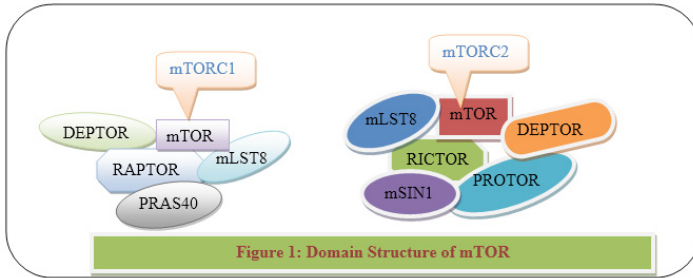 mTORC1
DEPTOR
mTOR
RAPTOR
mLST8
PRAS40
mTORC2
mLST8
mTOR
DEPTOR
RICTOR
mSIN1
PROTOR
Figure 1: Domain Structure of mTOR